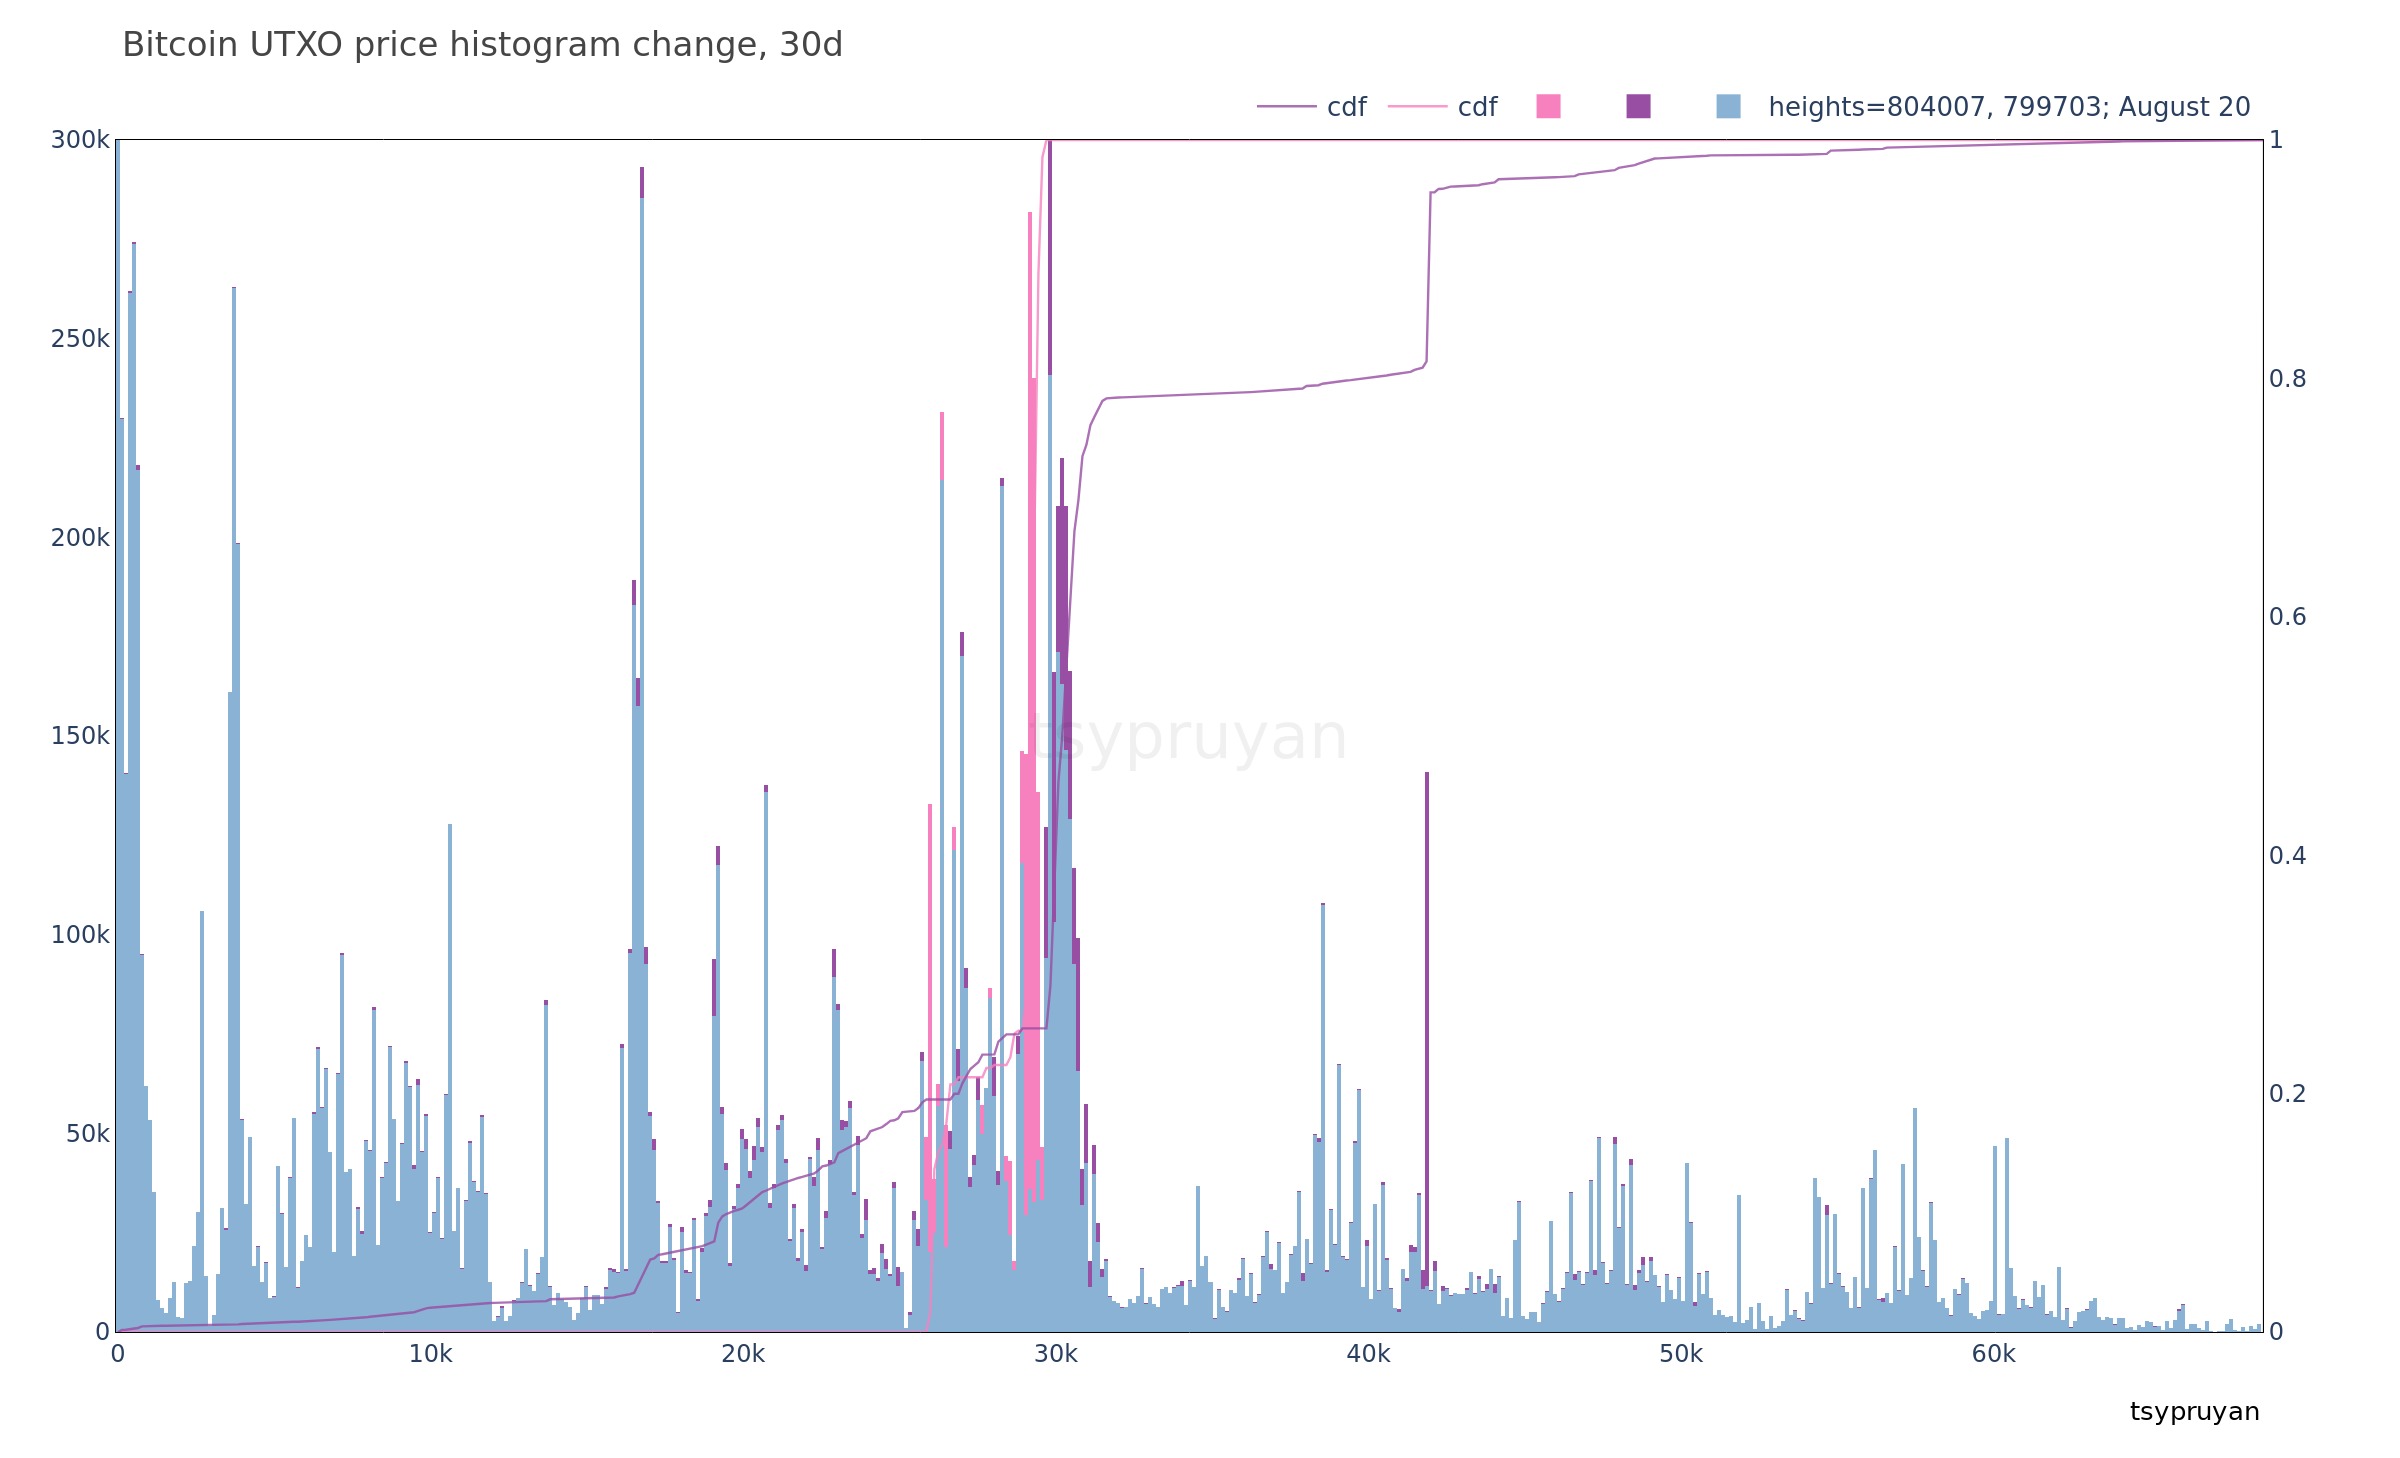 Bitcoin UTXO price histogram change, 30d
cdf cdf heights=804007, 799703; August 20
300k 1
250k
0.8
200k
0.6
150k
tsypruyan
100k
0.4
50k
0.2
0 0
0 10k 20k 30k 40k 50k 60k
tsypruyan